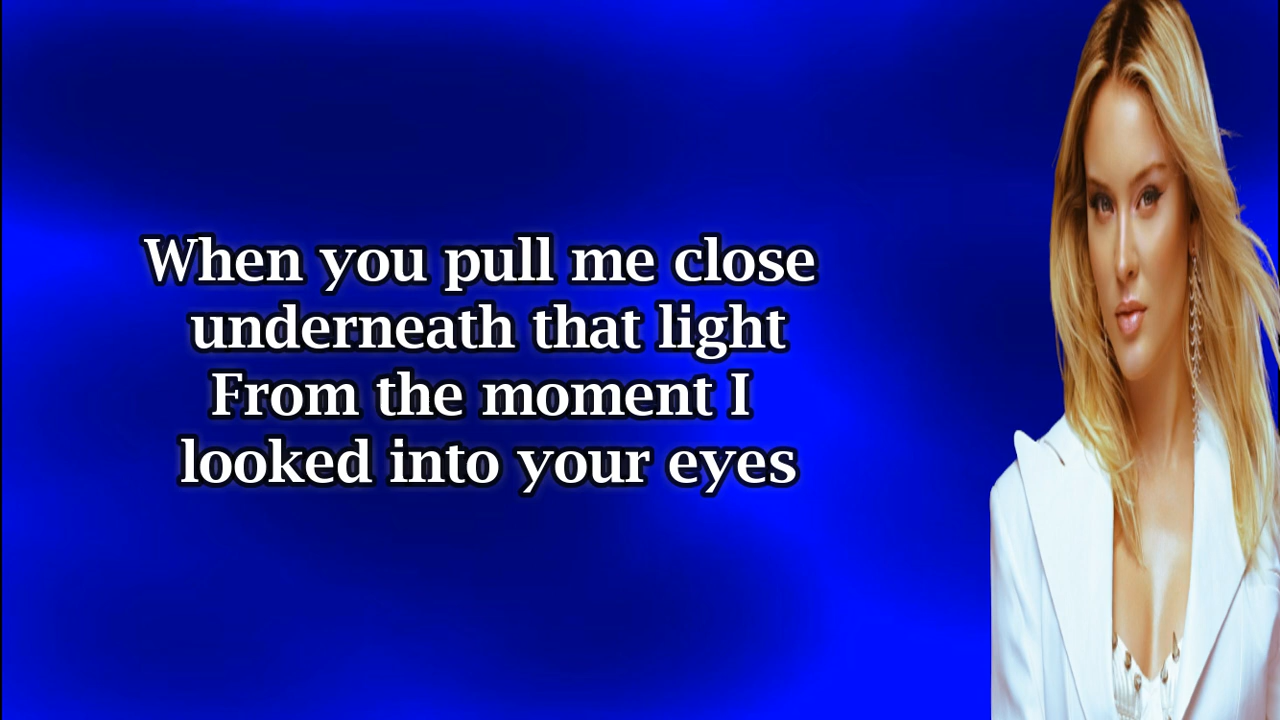 When you pull me close
underneath that light
From the moment I
looked into your eyes